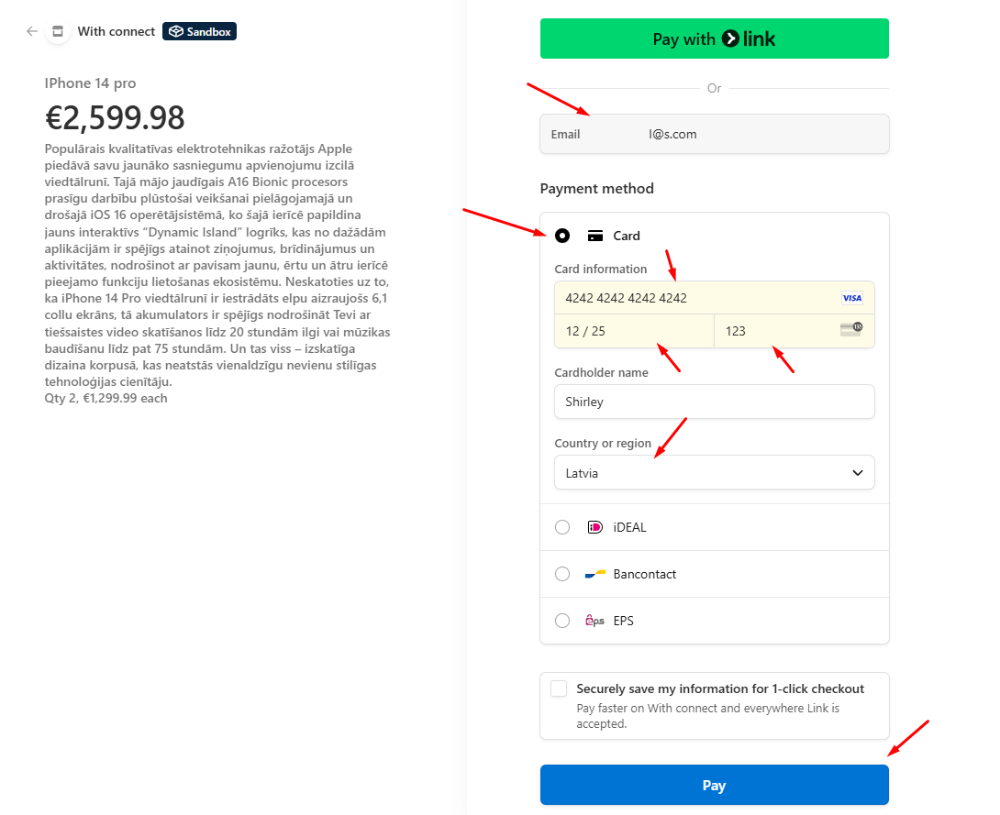 With connect Sandbox
IPhone 14 pro
€2,599.98
Populārais kvalitatīvas elektrotehnikas ražotājs Apple
piedāvā savu jaunāko sasniegumu apvienojumu izcilā
viedtālrunī. Tajā mājo jaudīgais A16 Bionic procesors
prasīgu darbību plūstošai veikšanai pielāgojamajā un
drošajā iOS 16 operētājsistēmā, ko šajā ierīcē papildina
jauns interaktīvs “Dynamic Island” logrīks, kas no dažādām
aplikācijām ir spējīgs atainot ziņojumus, brīdinājumus un
aktivitātes, nodrošinot ar pavisam jaunu, ērtu un ātru ierīcē
pieejamo funkciju lietošanas ekosistēmu. Neskatoties uz to,
ka iPhone 14 Pro viedtālrunī ir iestrādāts elpu aizraujošs 6,1
collu ekrāns, tā akumulators ir spējīgs nodrošināt Tevi ar
tiešsaistes video skatīšanos līdz 20 stundām ilgi vai mūzikas
baudīšanu līdz pat 75 stundām. Un tas viss – izskatīga
dizaina korpusā, kas neatstās vienaldzīgu nevienu stilīgas
tehnoloģijas cienītāju.
Qty 2, €1,299.99 each
Pay with link
Or
Email l@s.com
Payment method
Card
Card information
4242 4242 4242 4242 VISA
12 / 25 123 135
Cardholder name
Shirley
Country or region
Latvia
iDEAL
Bancontact
eps EPS
Securely save my information for 1-click checkout
Pay faster on With connect and everywhere Link is
accepted.
Pay